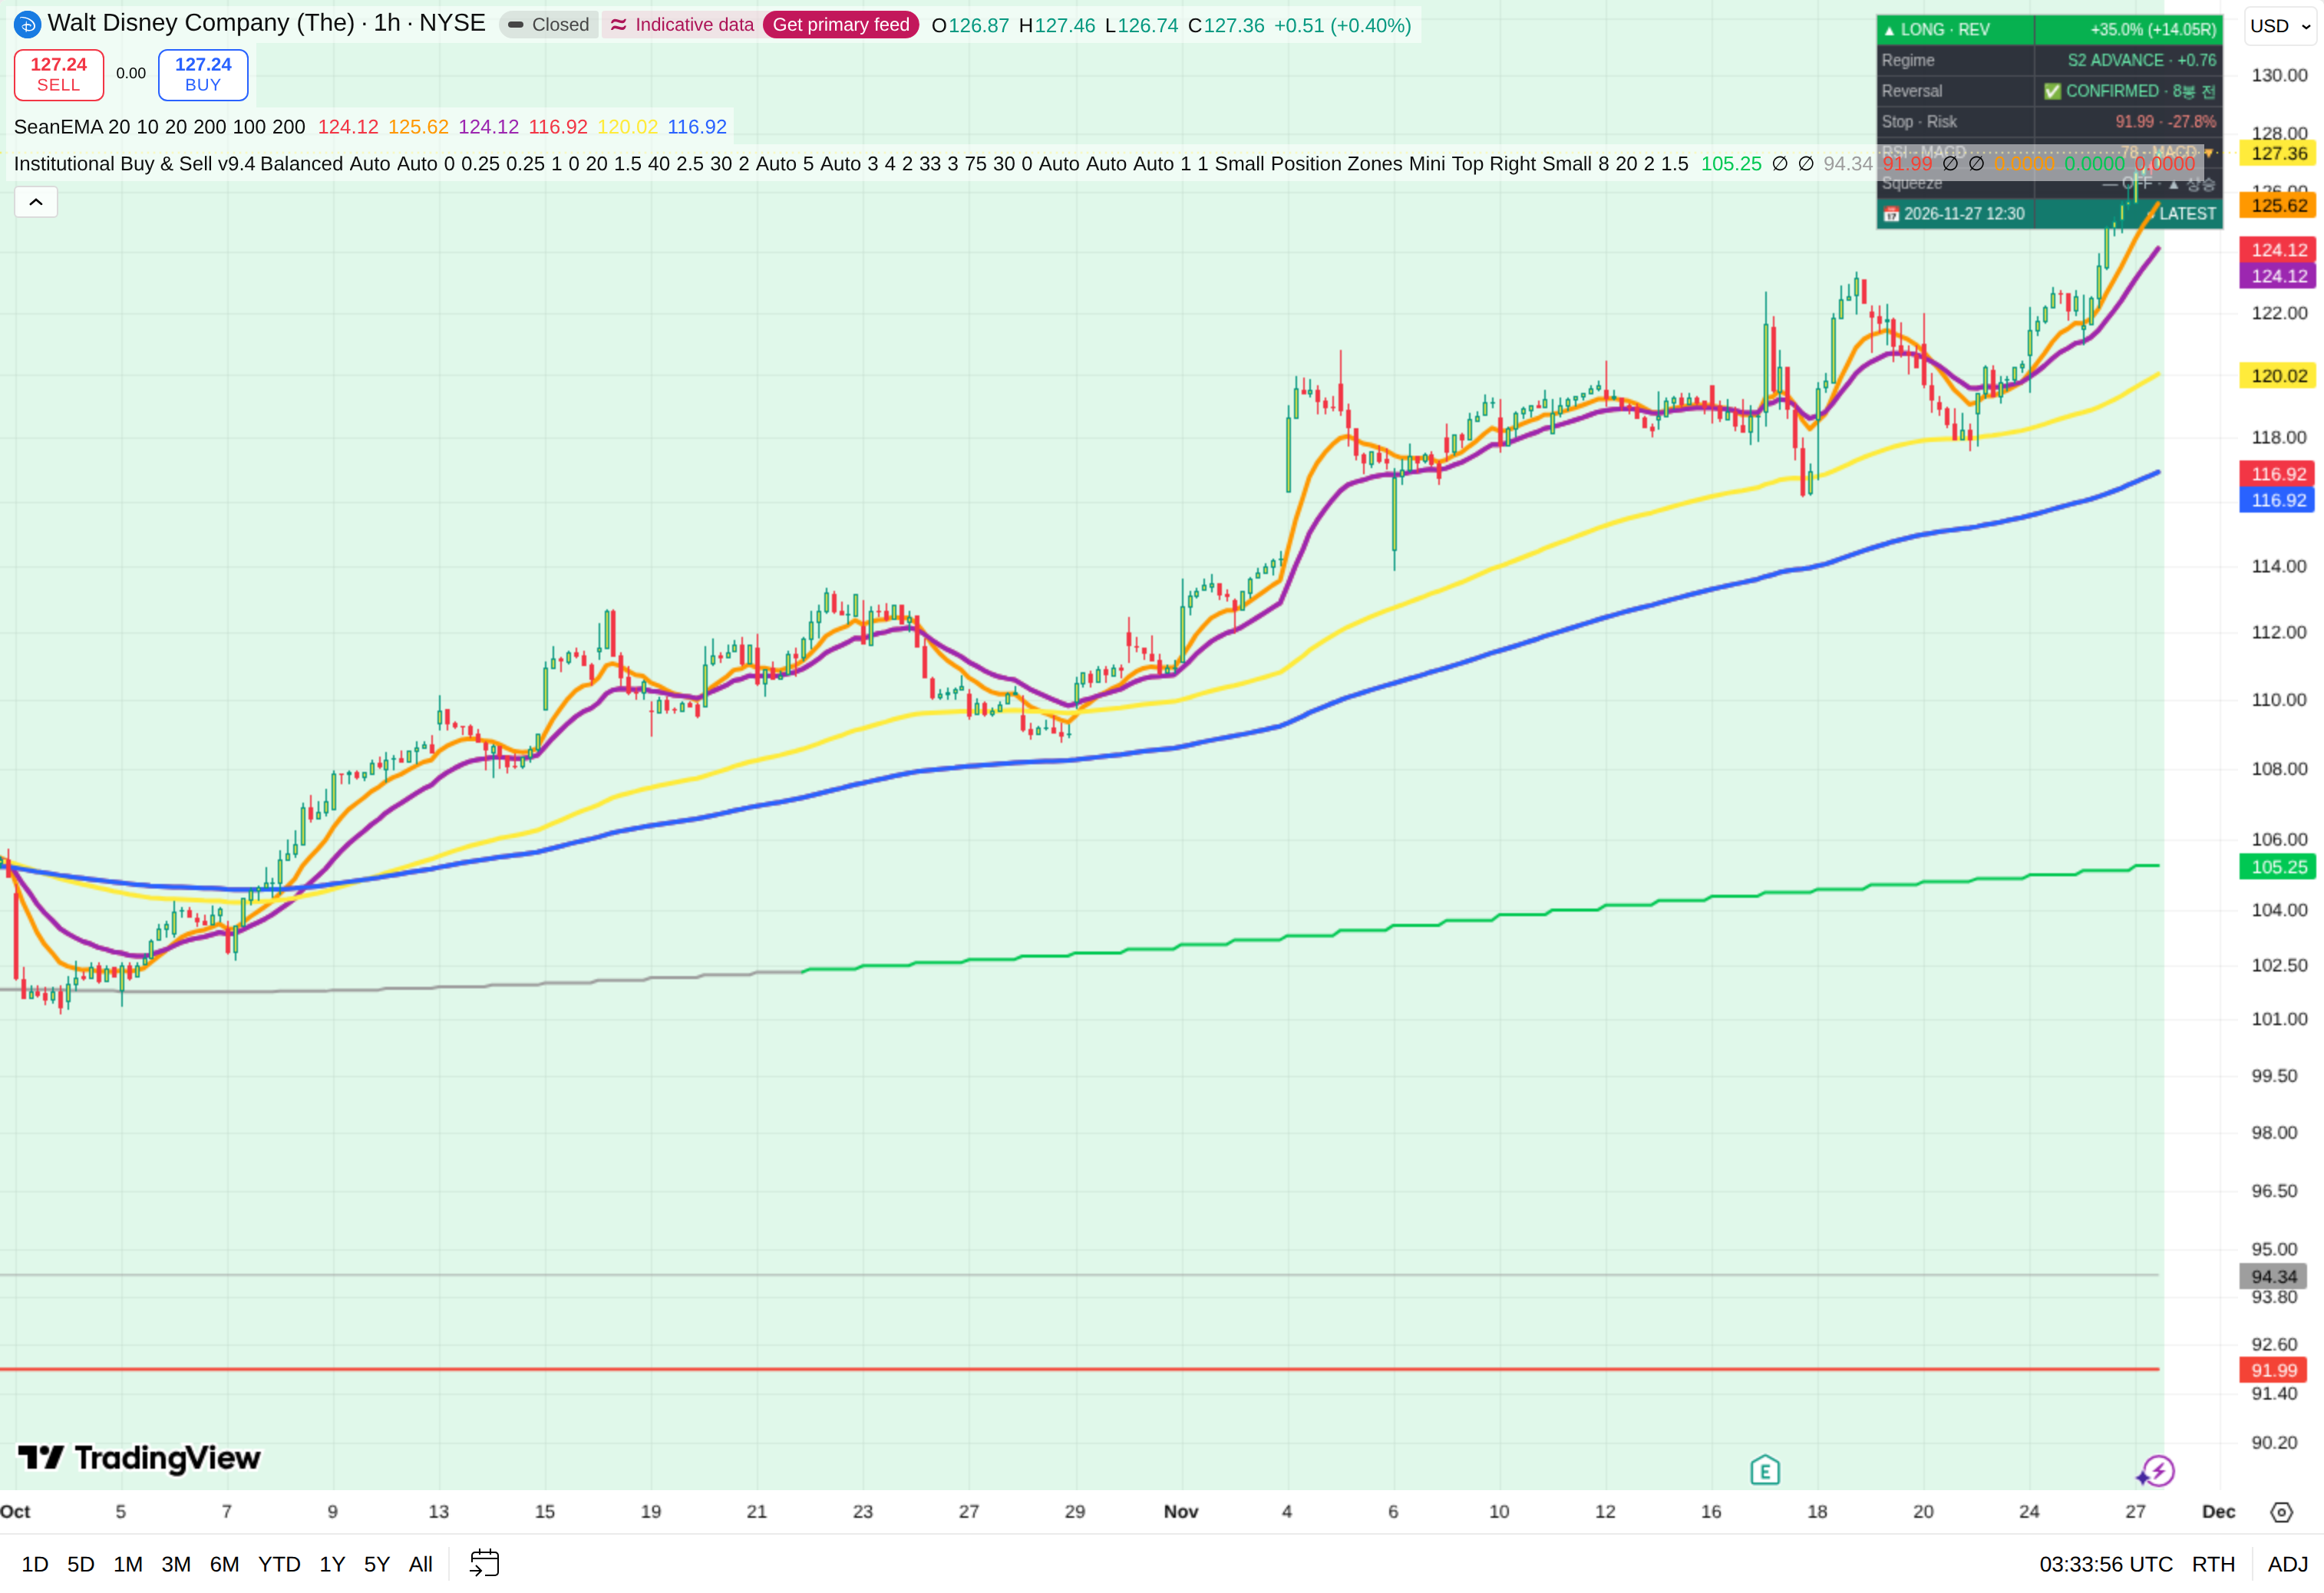 Walt Disney Company (The) · 1h · NYSE Closed Indicative data Get primary feed O126.87 H127.46 L126.74 C127.36 +0.51 (+0.40%)
127.24 SELL 0.00 127.24 BUY
SeanEMA 20 10 20 200 100 200 124.12 125.62 124.12 116.92 120.02 116.92
Institutional Buy & Sell v9.4 Balanced Auto Auto 0 0.25 0.25 1 0 20 1.5 40 2.5 30 2 Auto 5 Auto 3 4 2 33 3 75 30 0 Auto Auto Auto 1 1 Small Position Zones Mini Top Right Small 8 20 2 1.5 105.25 ∅ ∅ 94.34 91.99 ∅ ∅ 0.0000 0.0000 0.0000
▲ LONG · REV +35.0% (+14.05R)
Regime S2 ADVANCE · +0.76
Reversal ✅ CONFIRMED · 8봉 전
Stop · Risk 91.99 · -27.8%
RSI · MACD 78 · MACD ▼
Squeeze — OFF · ▲ 상승
📅 2026-11-27 12:30 LATEST
USD
130.00
128.00
127.36
126.00
125.62
124.12
124.12
122.00
120.02
118.00
116.92
116.92
114.00
112.00
110.00
108.00
106.00
105.25
104.00
102.50
101.00
99.50
98.00
96.50
95.00
94.34
93.80
92.60
91.99
91.40
90.20
TradingView
E
Oct 5 7 9 13 15 19 21 23 27 29 Nov 4 6 10 12 16 18 20 24 27 Dec
1D 5D 1M 3M 6M YTD 1Y 5Y All 03:33:56 UTC RTH ADJ